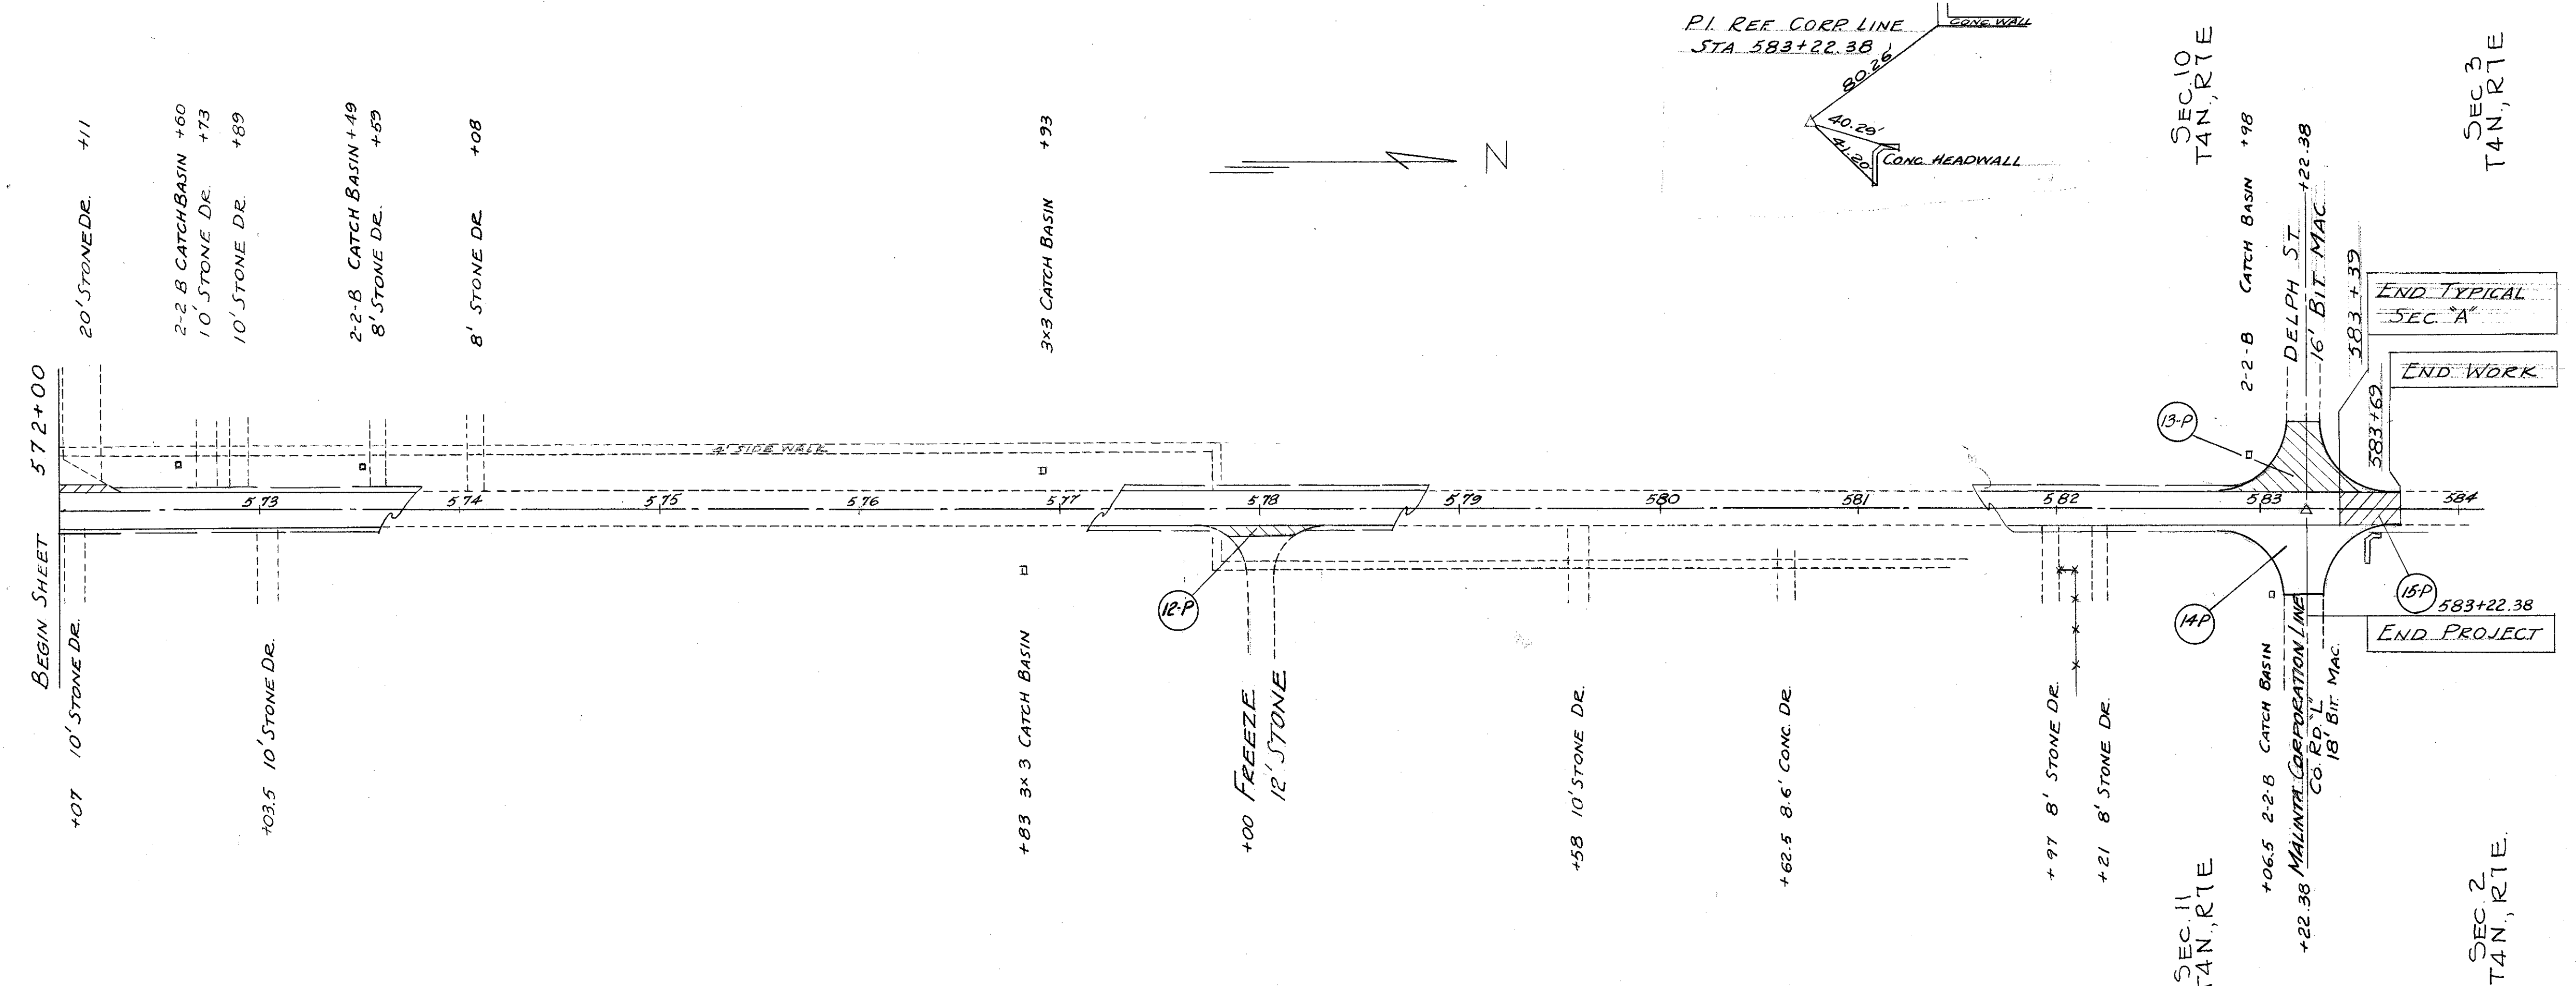 P.I. REF. CORP. LINE
STA 583+22.38
CONC. WALL
80.26'
40.29'
41.20'
CONC. HEADWALL
SEC. 10
T4N., R7E
SEC. 3
T4N., R7E
20' STONE DR. +11
2-2 B CATCH BASIN +60
10' STONE DR. +73
10' STONE DR. +89
2-2-B CATCH BASIN +49
8' STONE DR. +59
8' STONE DR +08
3x3 CATCH BASIN +93
N
2-2-B CATCH BASIN +98
DELPH ST. +22.38
16' BIT MAC.
583+39
END TYPICAL
SEC. "A"
END WORK
583+69
BEGIN SHEET 572+00
4' SIDE WALK
13-P
573
574
575
576
577
578
579
580
581
582
583
584
12-P
14P
15-P
583+22.38
END PROJECT
+07 10' STONE DR.
+03.5 10' STONE DR.
+83 3x3 CATCH BASIN
+00 FREEZE
12' STONE
+58 10' STONE DR.
+62.5 8.6' CONC. DR.
+97 8' STONE DR.
+21 8' STONE DR.
+06.5 2-2-B CATCH BASIN
+22.38 MALINTA CORPORATION LINE
CO. RD. "L"
18' BIT. MAC.
SEC. 11
T4N., R7E
SEC. 2
T4N., R7E.